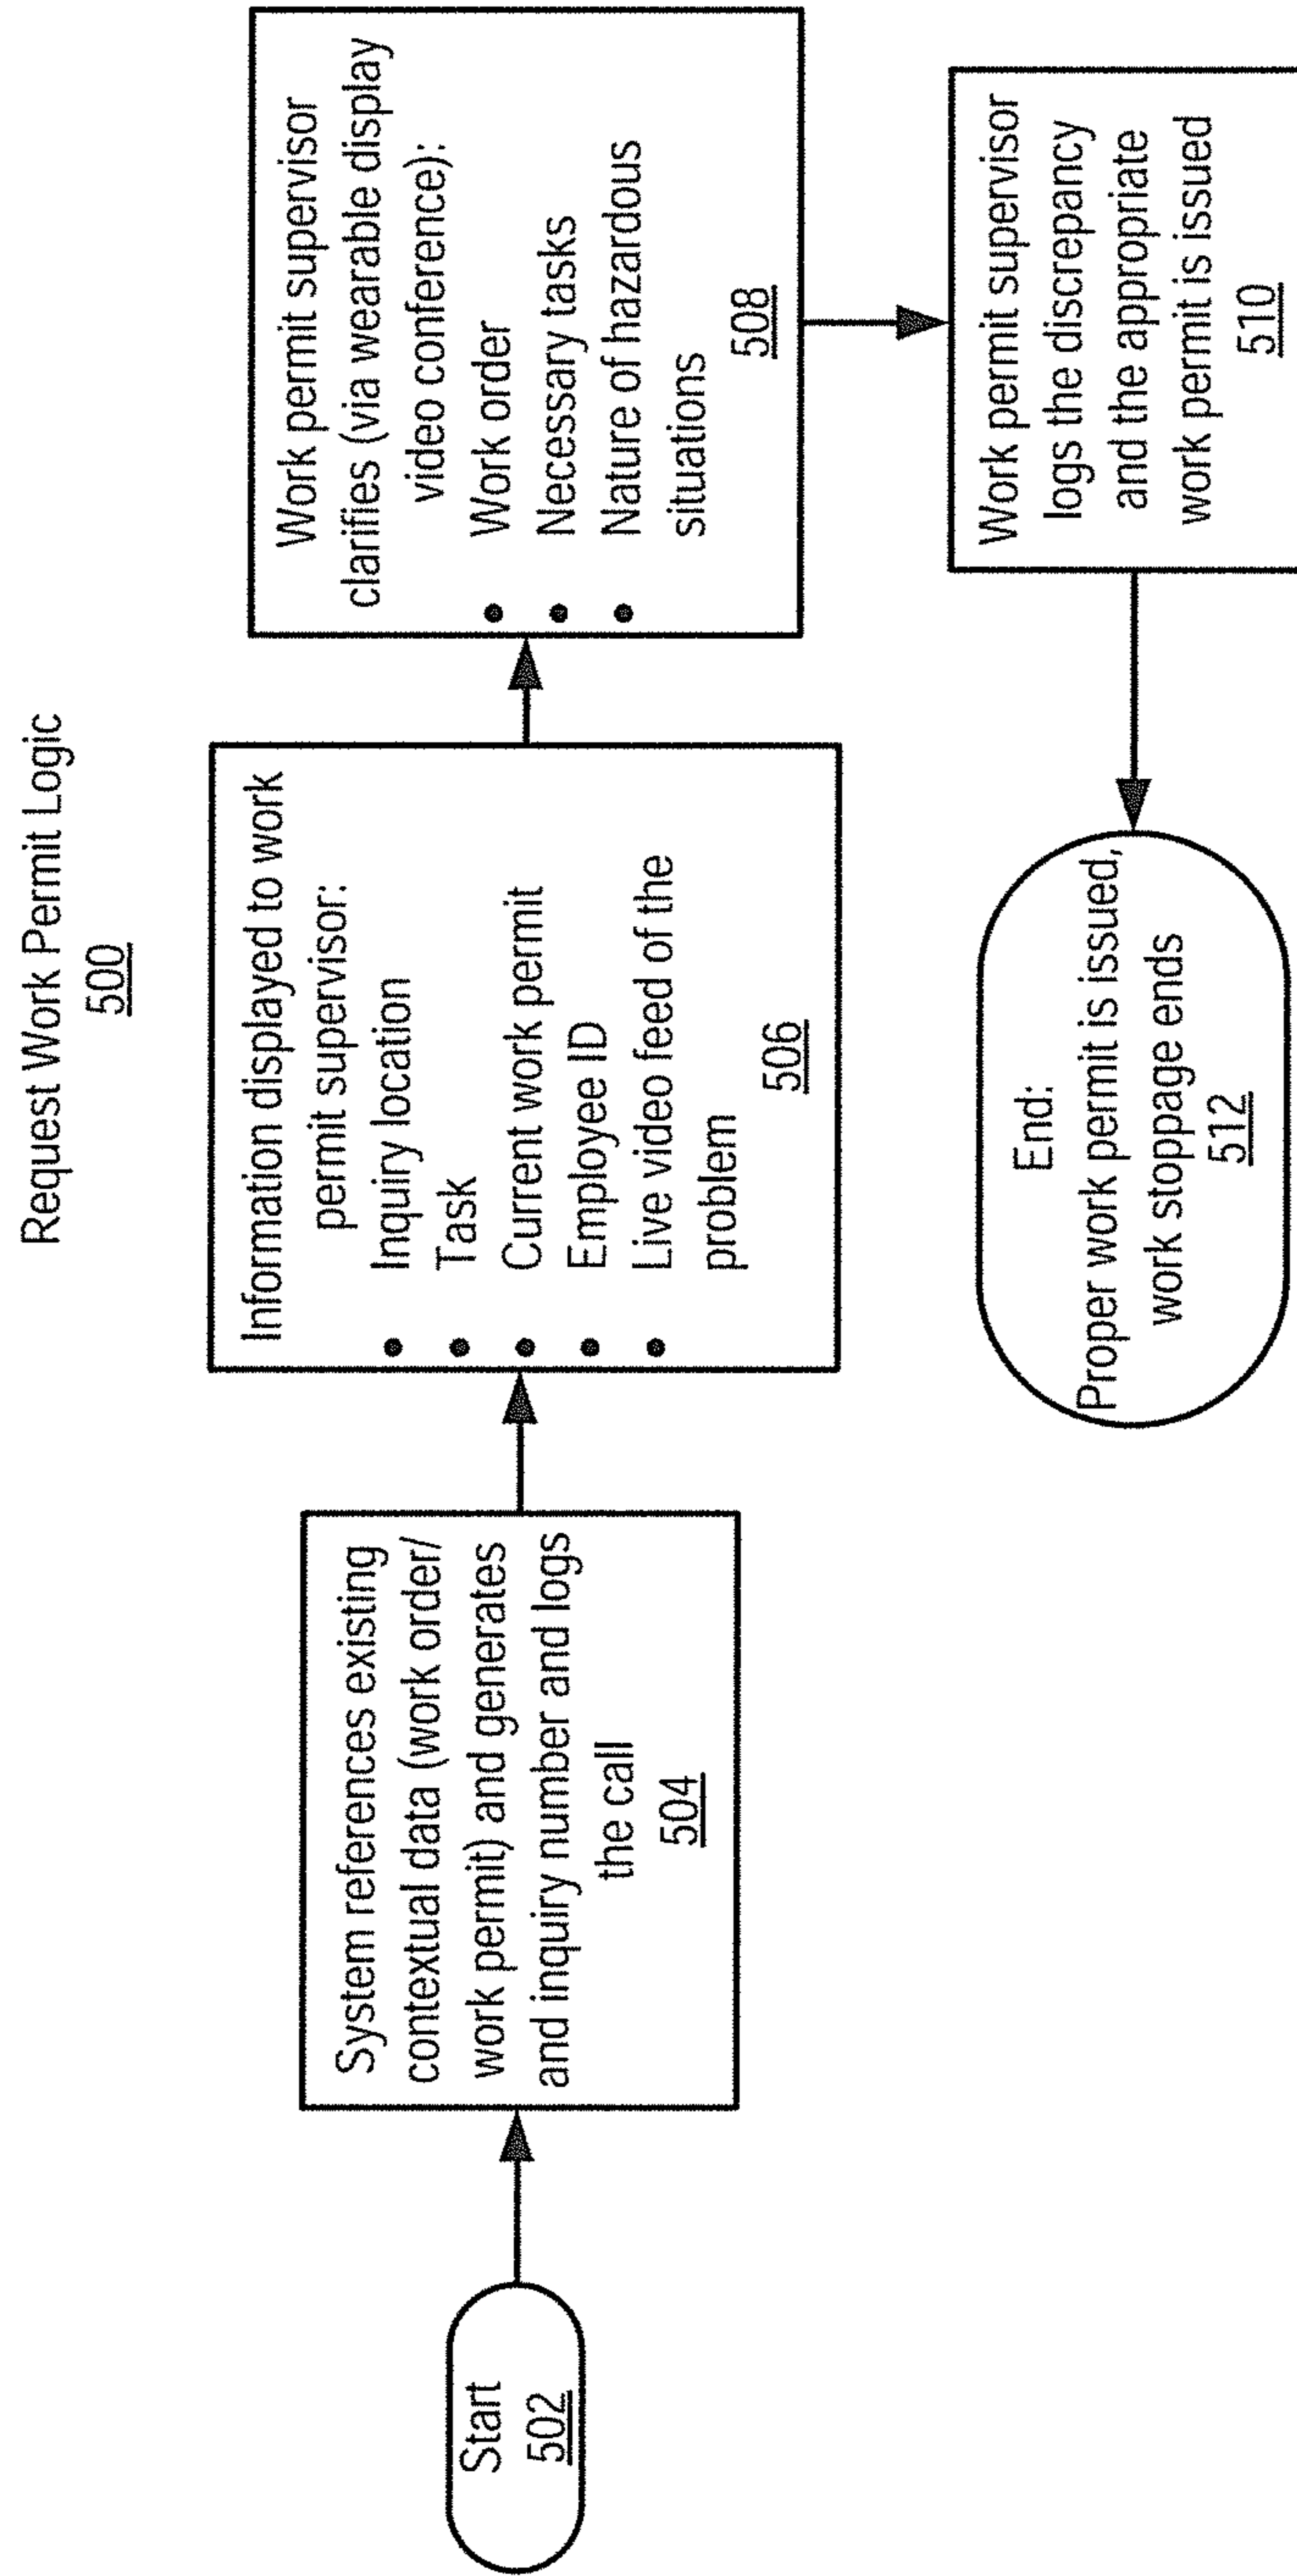 Request Work Permit Logic
500
Start
502
System references existing
contextual data (work order/
work permit) and generates
and inquiry number and logs
the call
504
Information displayed to work
permit supervisor:
• Inquiry location
• Task
• Current work permit
• Employee ID
• Live video feed of the
problem
506
Work permit supervisor
clarifies (via wearable display
video conference):
• Work order
• Necessary tasks
• Nature of hazardous
situations
508
Work permit supervisor
logs the discrepancy
and the appropriate
work permit is issued
510
End:
Proper work permit is issued,
work stoppage ends
512